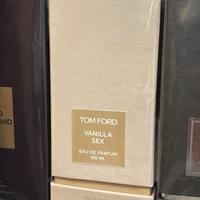 TOM FORD
VANILLA
SEX
EAU DE PARFUM
100 ML